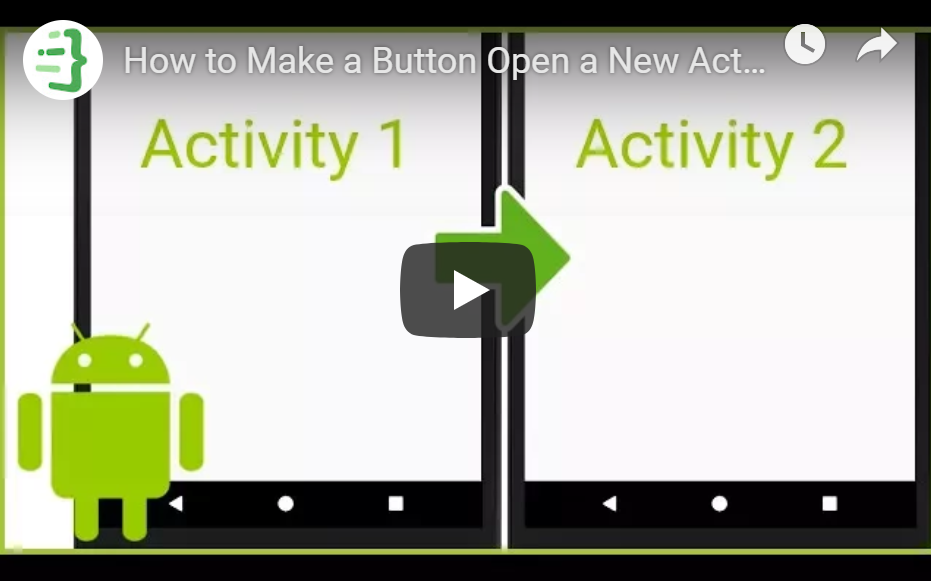 How to Make a Button Open a New Act...
Activity 1
Activity 2